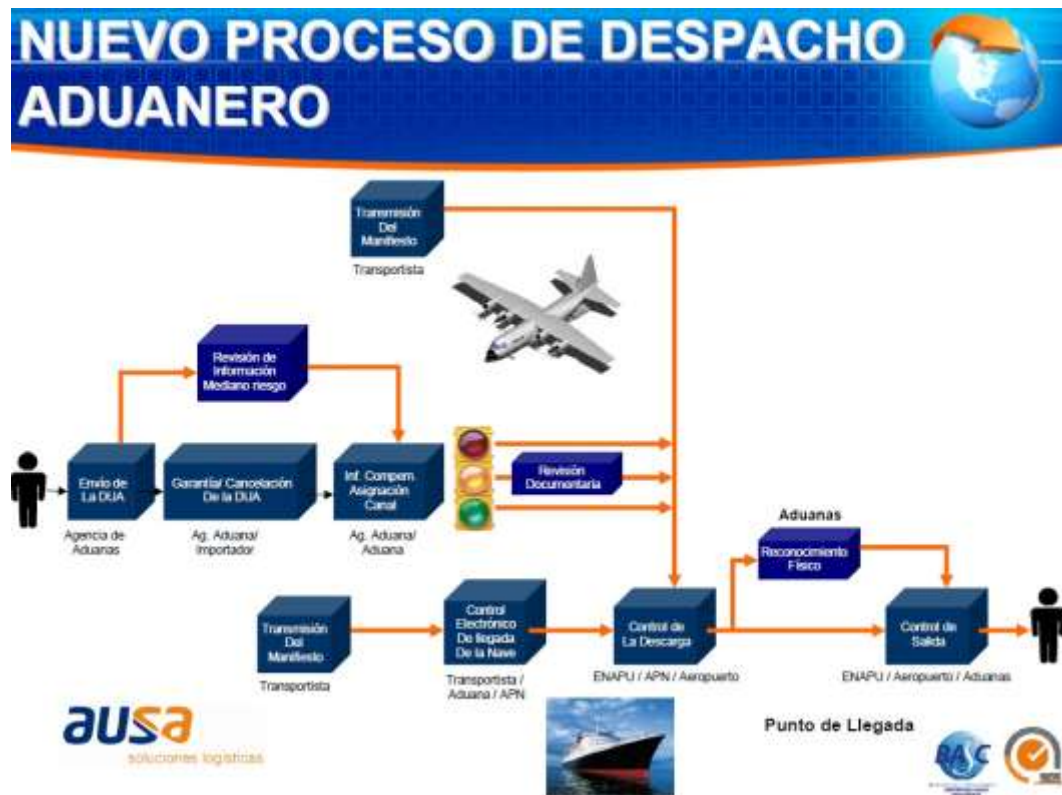 NUEVO PROCESO DE DESPACHO
ADUANERO
Transmisión
Del
Manifiesto
Transportista
Revisión de
Información
Mediano riesgo
Envío de
La DUA
Agencia de
Aduanas
Garantía/ Cancelación
De la DUA
Ag. Aduana/
Importador
Inf. Compem.
Asignación
Canal
Ag. Aduana/
Aduana
Revisión
Documentaria
Aduanas
Reconocimiento
Físico
Transmisión
Del
Manifiesto
Transportista
Control
Electrónico
De llegada
De la Nave
Transportista /
Aduana / APN
Control de
La Descarga
ENAPU / APN / Aeropuerto
Control de
Salida
ENAPU / Aeropuerto / Aduanas
Punto de Llegada
ausa
soluciones logísticas
BASC